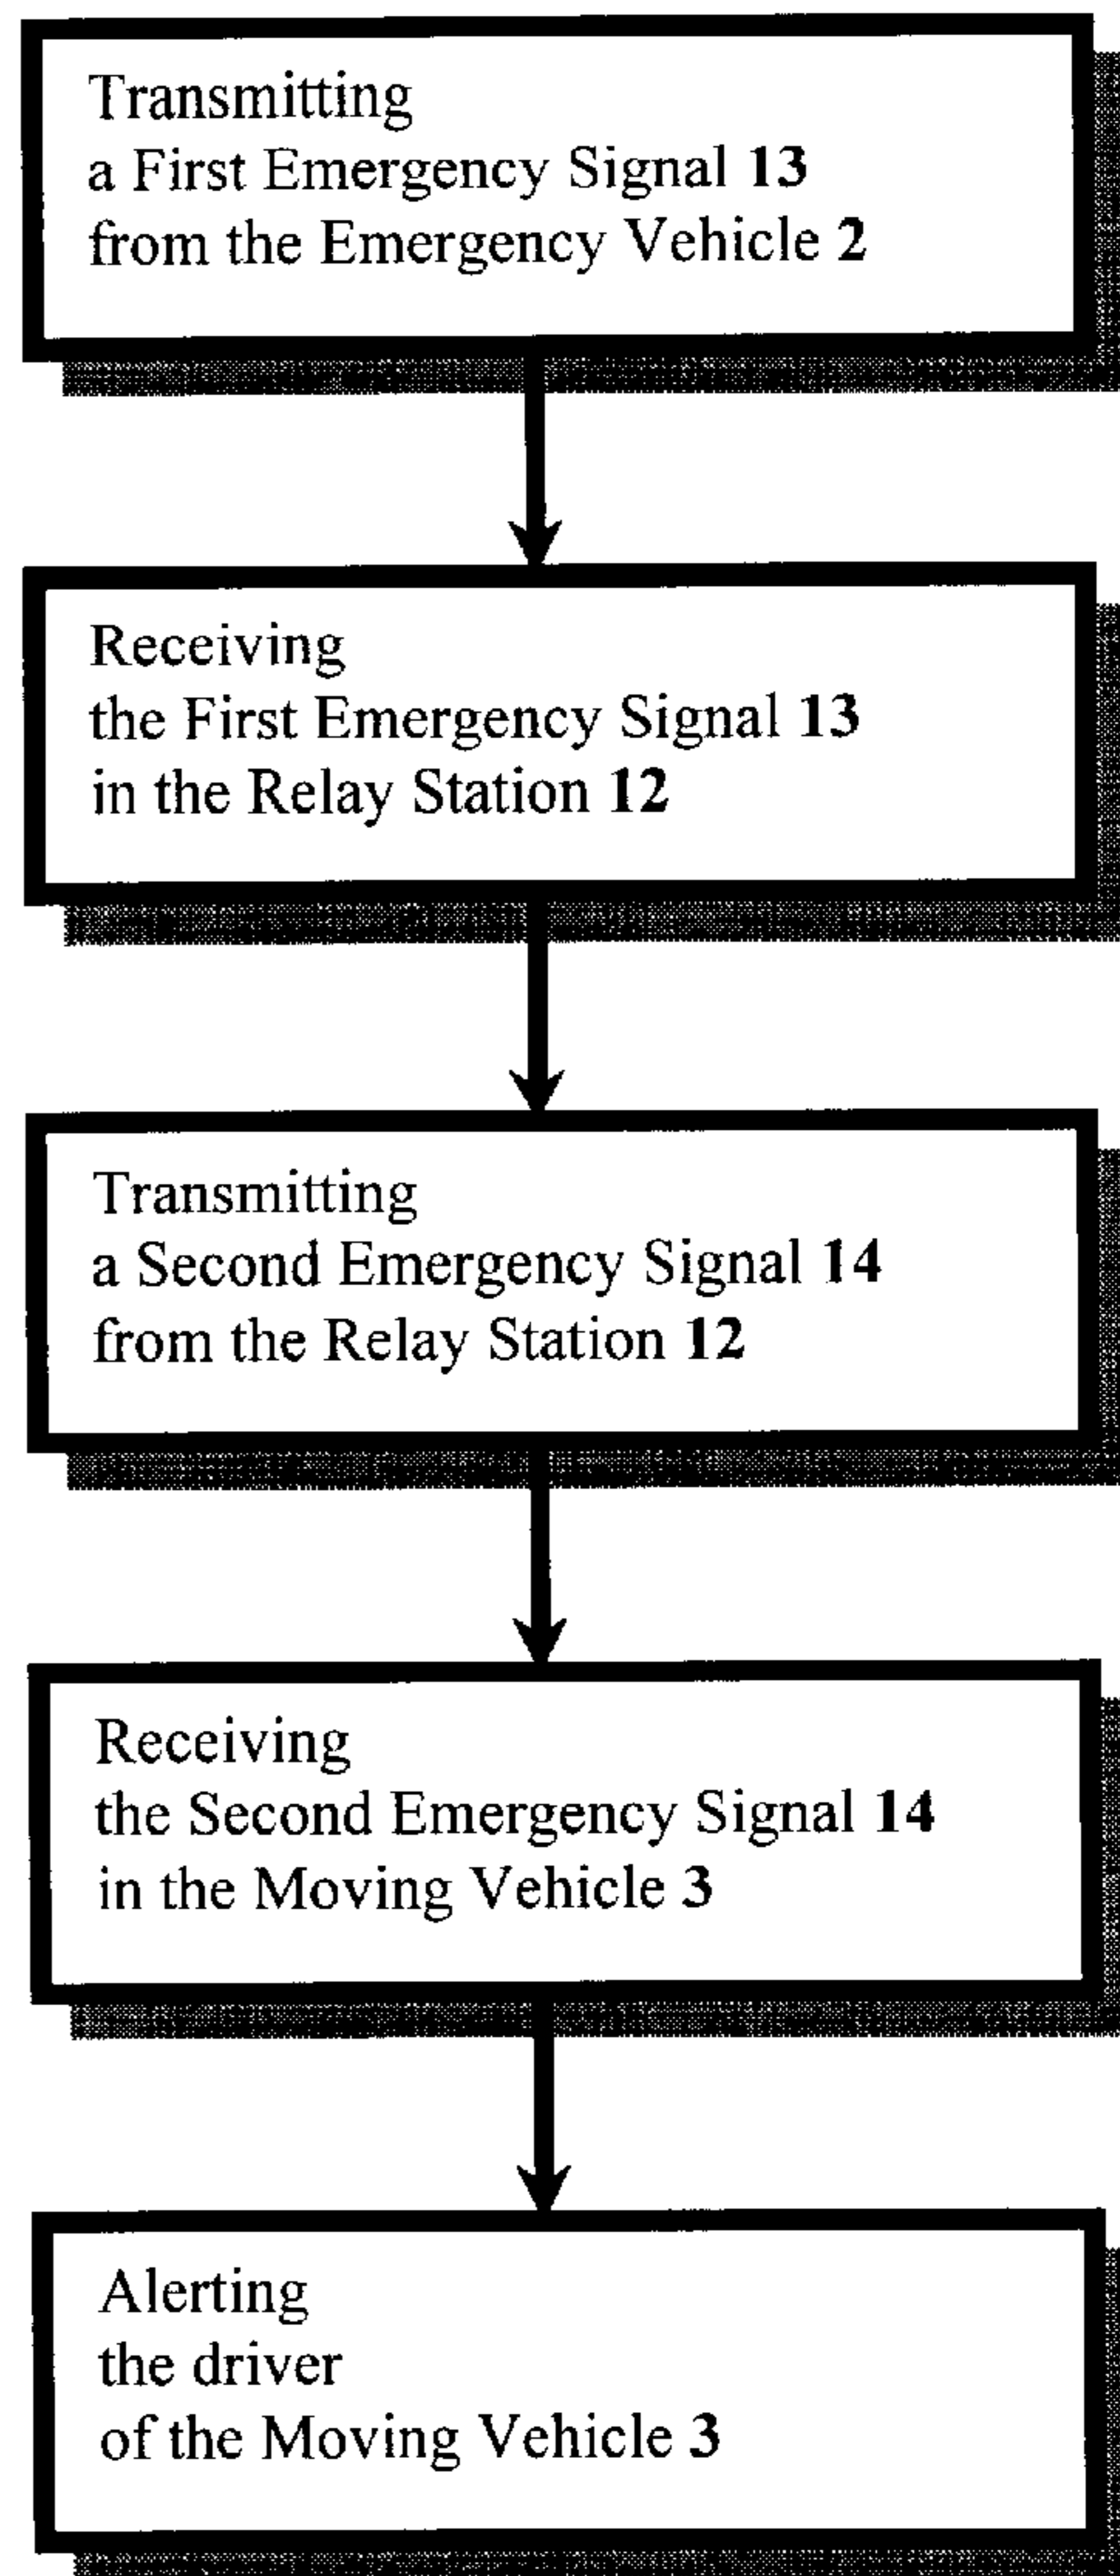 Transmitting
a First Emergency Signal 13
from the Emergency Vehicle 2
Receiving
the First Emergency Signal 13
in the Relay Station 12
Transmitting
a Second Emergency Signal 14
from the Relay Station 12
Receiving
the Second Emergency Signal 14
in the Moving Vehicle 3
Alerting
the driver
of the Moving Vehicle 3